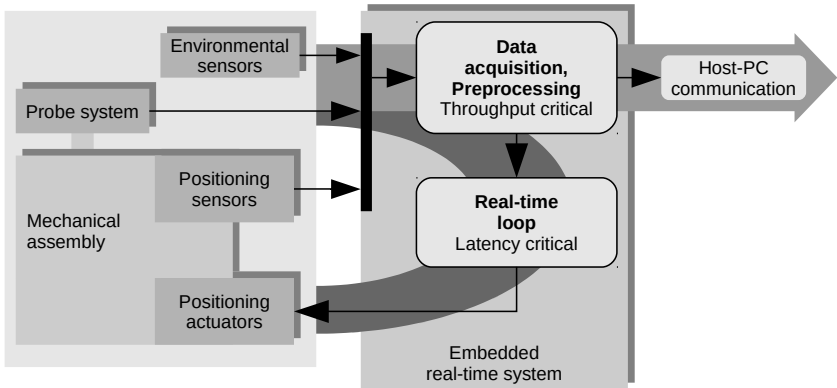 Environmental
sensors
Data
acquisition,
Preprocessing
Throughput critical
Host-PC
communication
Probe system
Positioning
sensors
Mechanical
assembly
Real-time
loop
Latency critical
Positioning
actuators
Embedded
real-time system